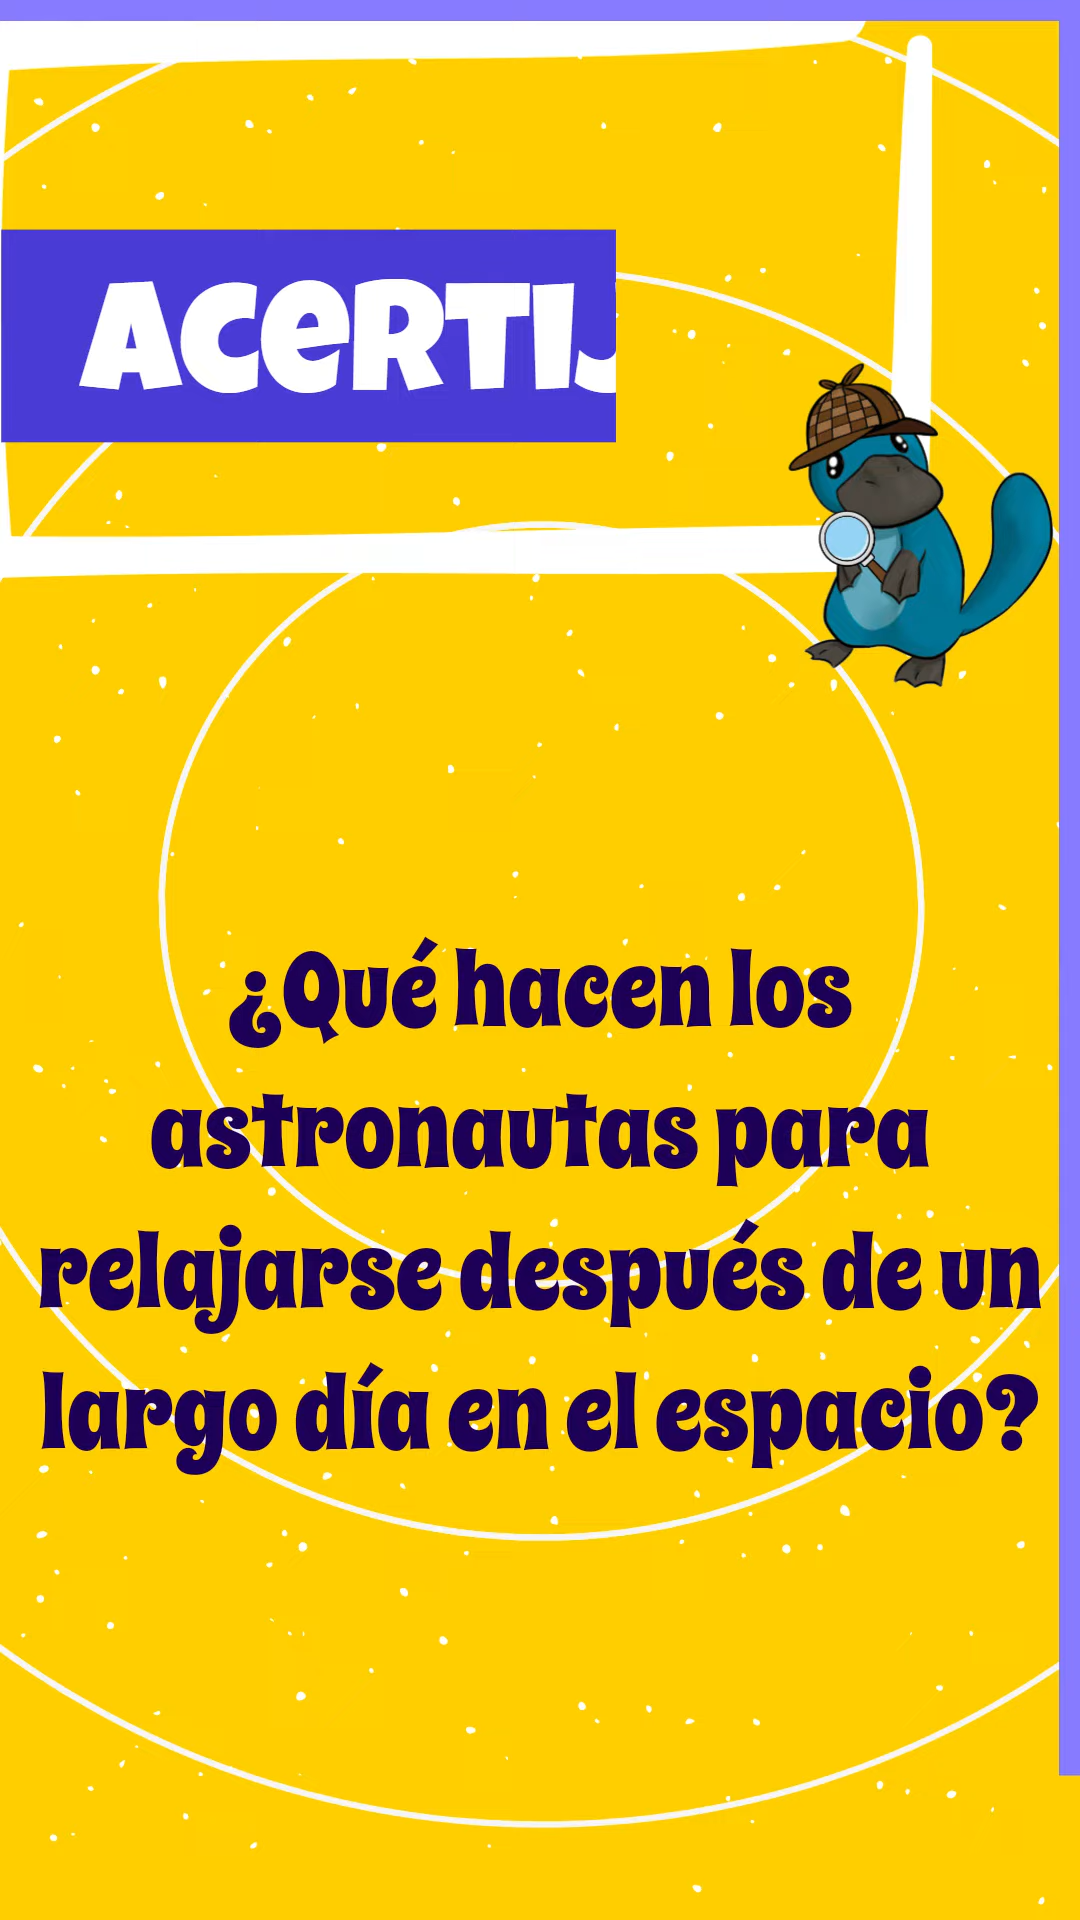 ACERTIJ
¿Qué hacen los
astronautas para
relajarse después de un
largo día en el espacio?